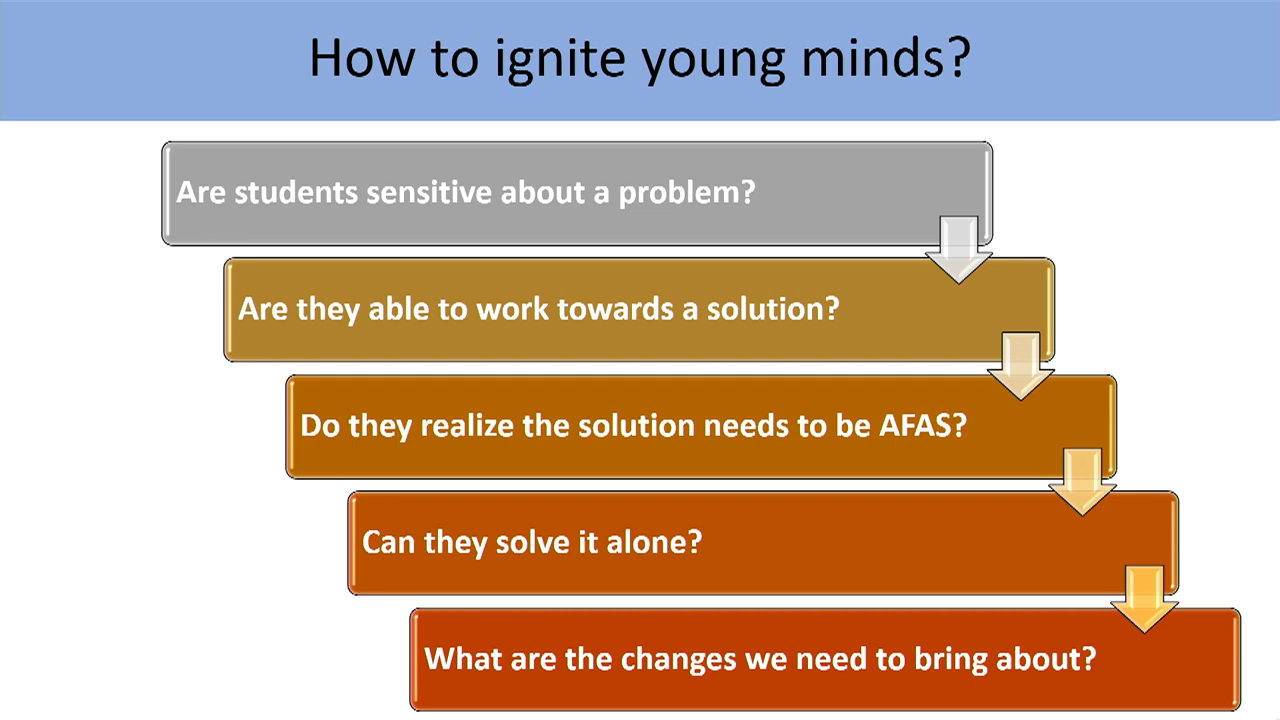 How to ignite young minds?
Are students sensitive about a problem?
Are they able to work towards a solution?
Do they realize the solution needs to be AFAS?
Can they solve it alone?
What are the changes we need to bring about?